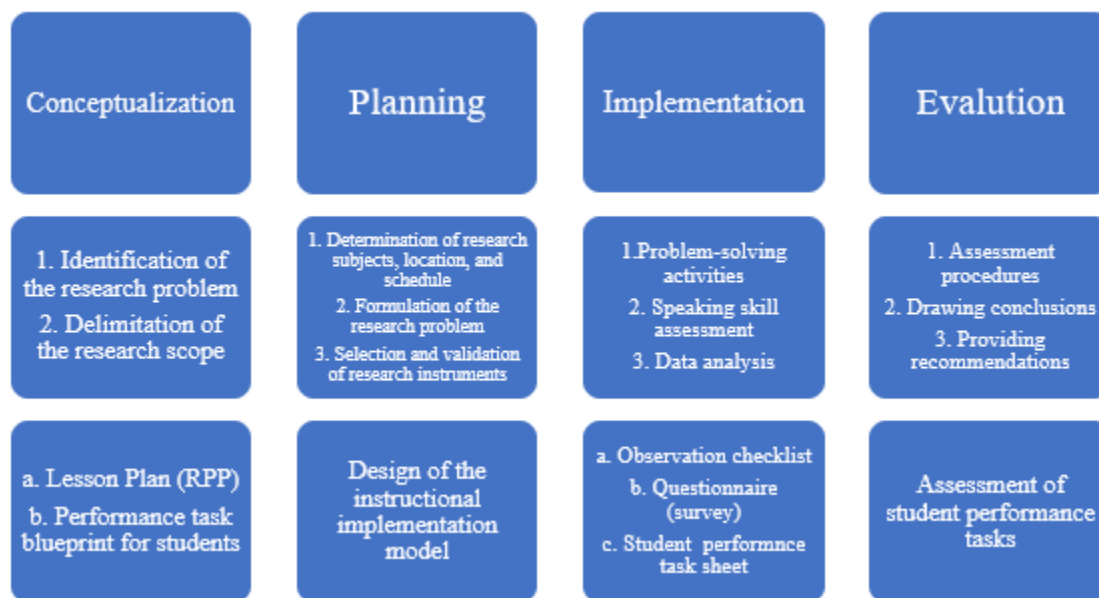 Conceptualization
Planning
Implementation
Evalution
1. Identification of
the research problem
2. Delimitation of
the research scope
1. Determination of research
subjects, location, and
schedule
2. Formulation of the
research problem
3. Selection and validation
of research instruments
1.Problem-solving
activities
2. Speaking skill
assessment
3. Data analysis
1. Assessment
procedures
2. Drawing conclusions
3. Providing
recommendations
a. Lesson Plan (RPP)
b. Performance task
blueprint for students
Design of the
instructional
implementation
model
a. Observation checklist
b. Questionnaire
(survey)
c. Student performnce
task sheet
Assessment of
student performance
tasks